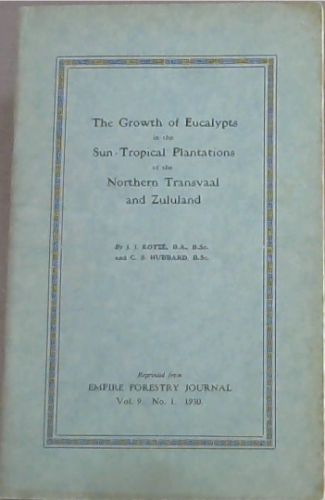 The Growth of Eucalypts
in the
Sun-Tropical Plantations
of the
Northern Transvaal
and Zululand
By J. J. KOTZÉ, B.A., B.Sc.
and C. S. HUBBARD, B.Sc.
Reprinted from
EMPIRE FORESTRY JOURNAL
Vol. 9. No. 1. 1930.